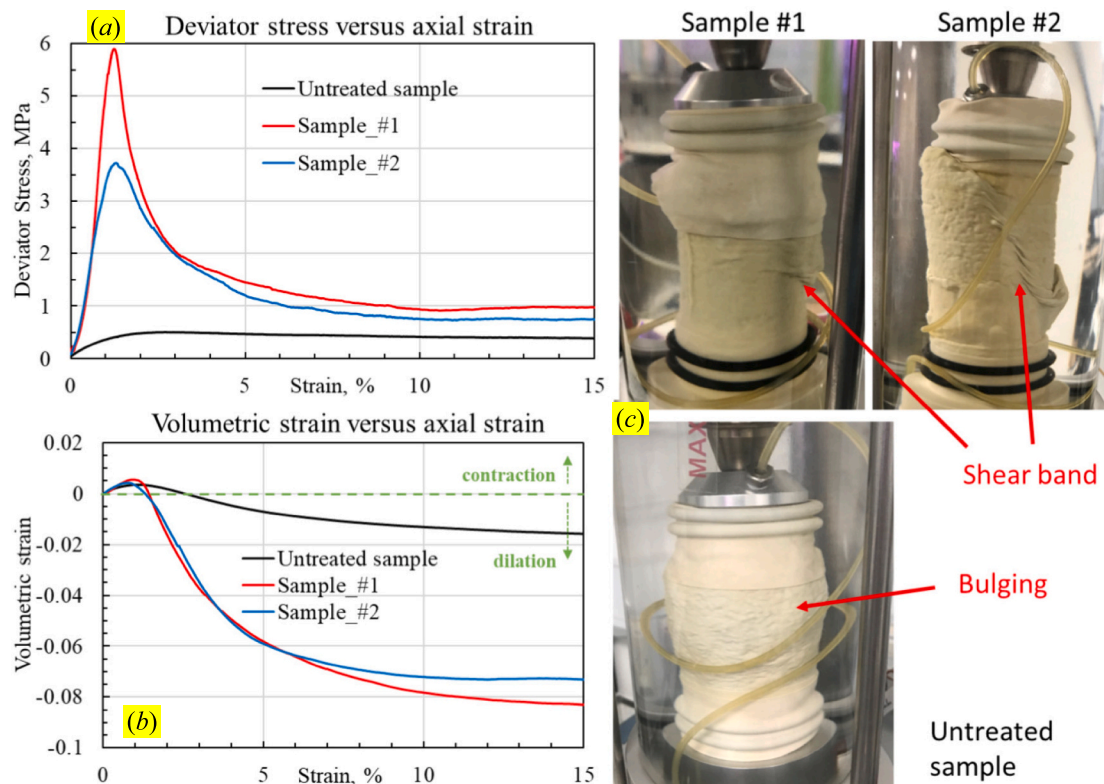 (a)
Deviator stress versus axial strain
Deviator Stress, MPa
6
5
4
3
2
1
0
Untreated sample
Sample_#1
Sample_#2
0
5
10
15
Strain, %
Volumetric strain versus axial strain
Volumetric strain
0.02
0
-0.02
-0.04
-0.06
-0.08
-0.1
contraction
dilation
Untreated sample
Sample_#1
Sample_#2
(b)
0
5
10
15
Strain, %
Sample #1
Sample #2
(c)
Shear band
MAX
Bulging
Untreated
sample